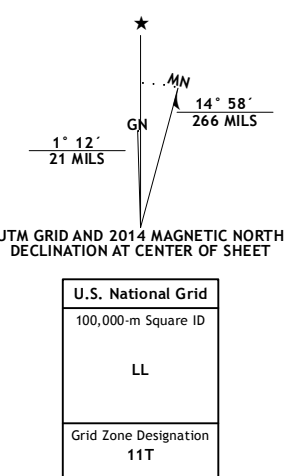 ★
MN
GN
14° 58´
266 MILS
1° 12´
21 MILS
UTM GRID AND 2014 MAGNETIC NORTH
DECLINATION AT CENTER OF SHEET
U.S. National Grid
100,000-m Square ID
LL
Grid Zone Designation
11T